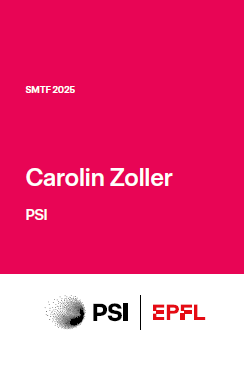 SMTF 2025
Carolin Zoller
PSI
PSI EPFL